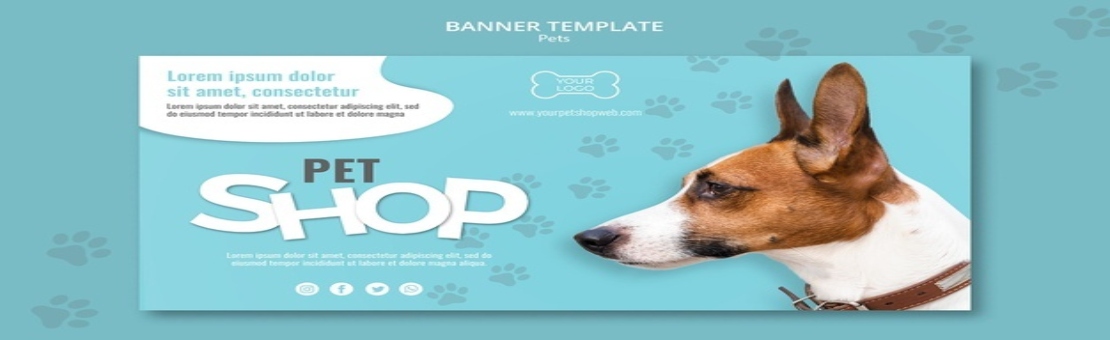 BANNER TEMPLATE
Pets
Lorem ipsum dolor
sit amet, consectetur
Lorem ipsum dolor sit amet, consectetur adipiscing elit, sed
do eiusmod tempor incididunt ut labore et dolore magna
YOUR
LOGO
www.yourpetshopweb.com
PET
SHOP
Lorem ipsum dolor sit amet, consectetur adipiscing elit, sed do
eiusmod tempor incididunt ut labore et dolore magna aliqua.